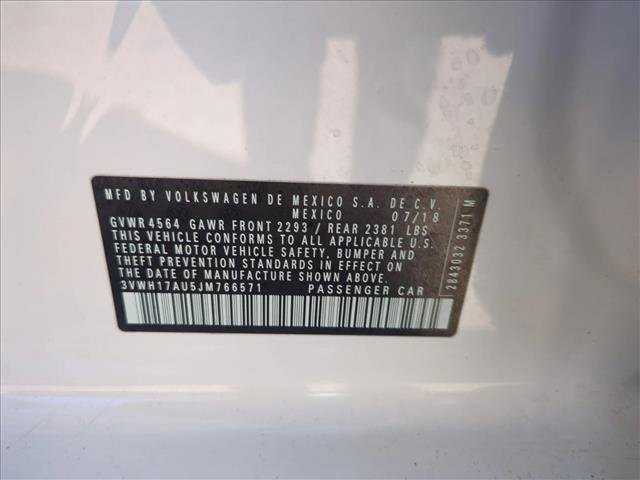 MFD BY VOLKSWAGEN DE MEXICO S.A. DE C.V.
MEXICO 07/18
GVWR 4564 GAWR FRONT 2293 / REAR 2381 LBS
THIS VEHICLE CONFORMS TO ALL APPLICABLE U.S.
FEDERAL MOTOR VEHICLE SAFETY, BUMPER AND
THEFT PREVENTION STANDARDS IN EFFECT ON
THE DATE OF MANUFACTURE SHOWN ABOVE.
3VWH17AU5JM766571 PASSENGER CAR
2843032 3371 M